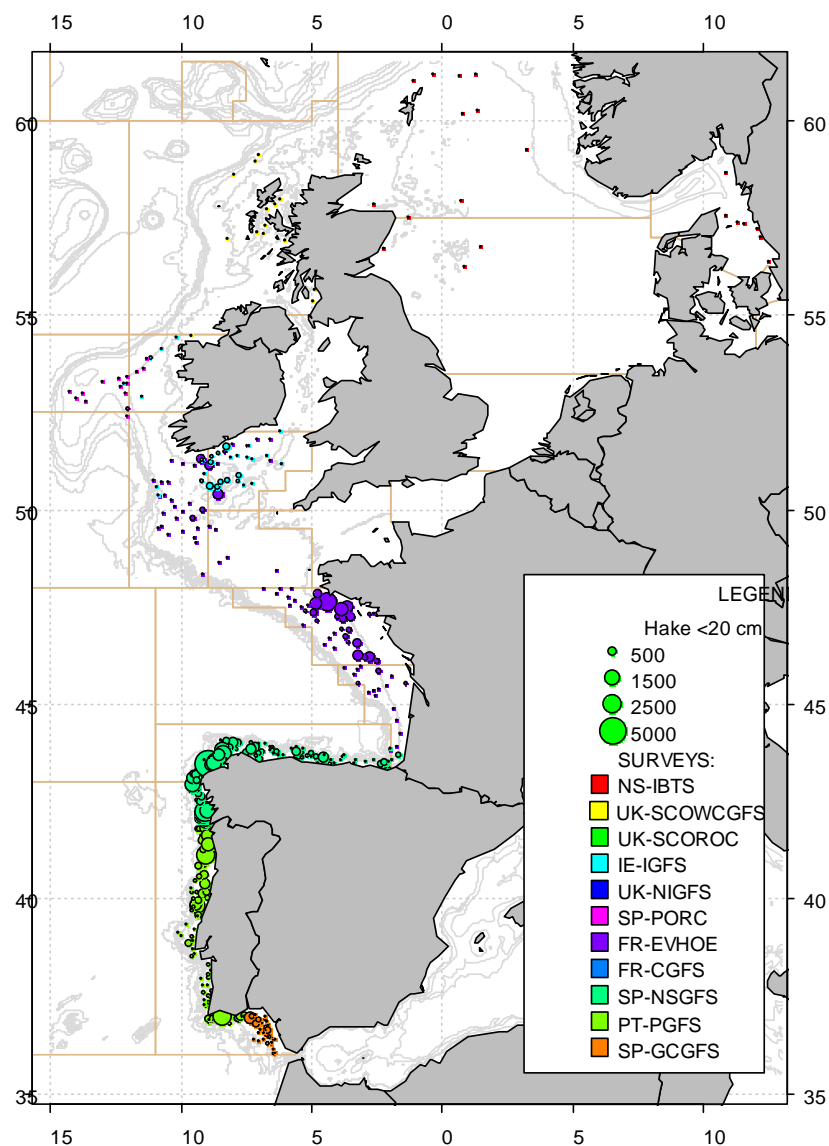 15 10 5 0 5 10
60 60
55 55
50 50
LEGEN
Hake <20 cm
500
1500
45 45
2500
5000
SURVEYS:
NS-IBTS
UK-SCOWCGFS
UK-SCOROC
IE-IGFS
40 40
UK-NIGFS
SP-PORC
FR-EVHOE
FR-CGFS
SP-NSGFS
PT-PGFS
SP-GCGFS
35 35
15 10 5 0 5 10